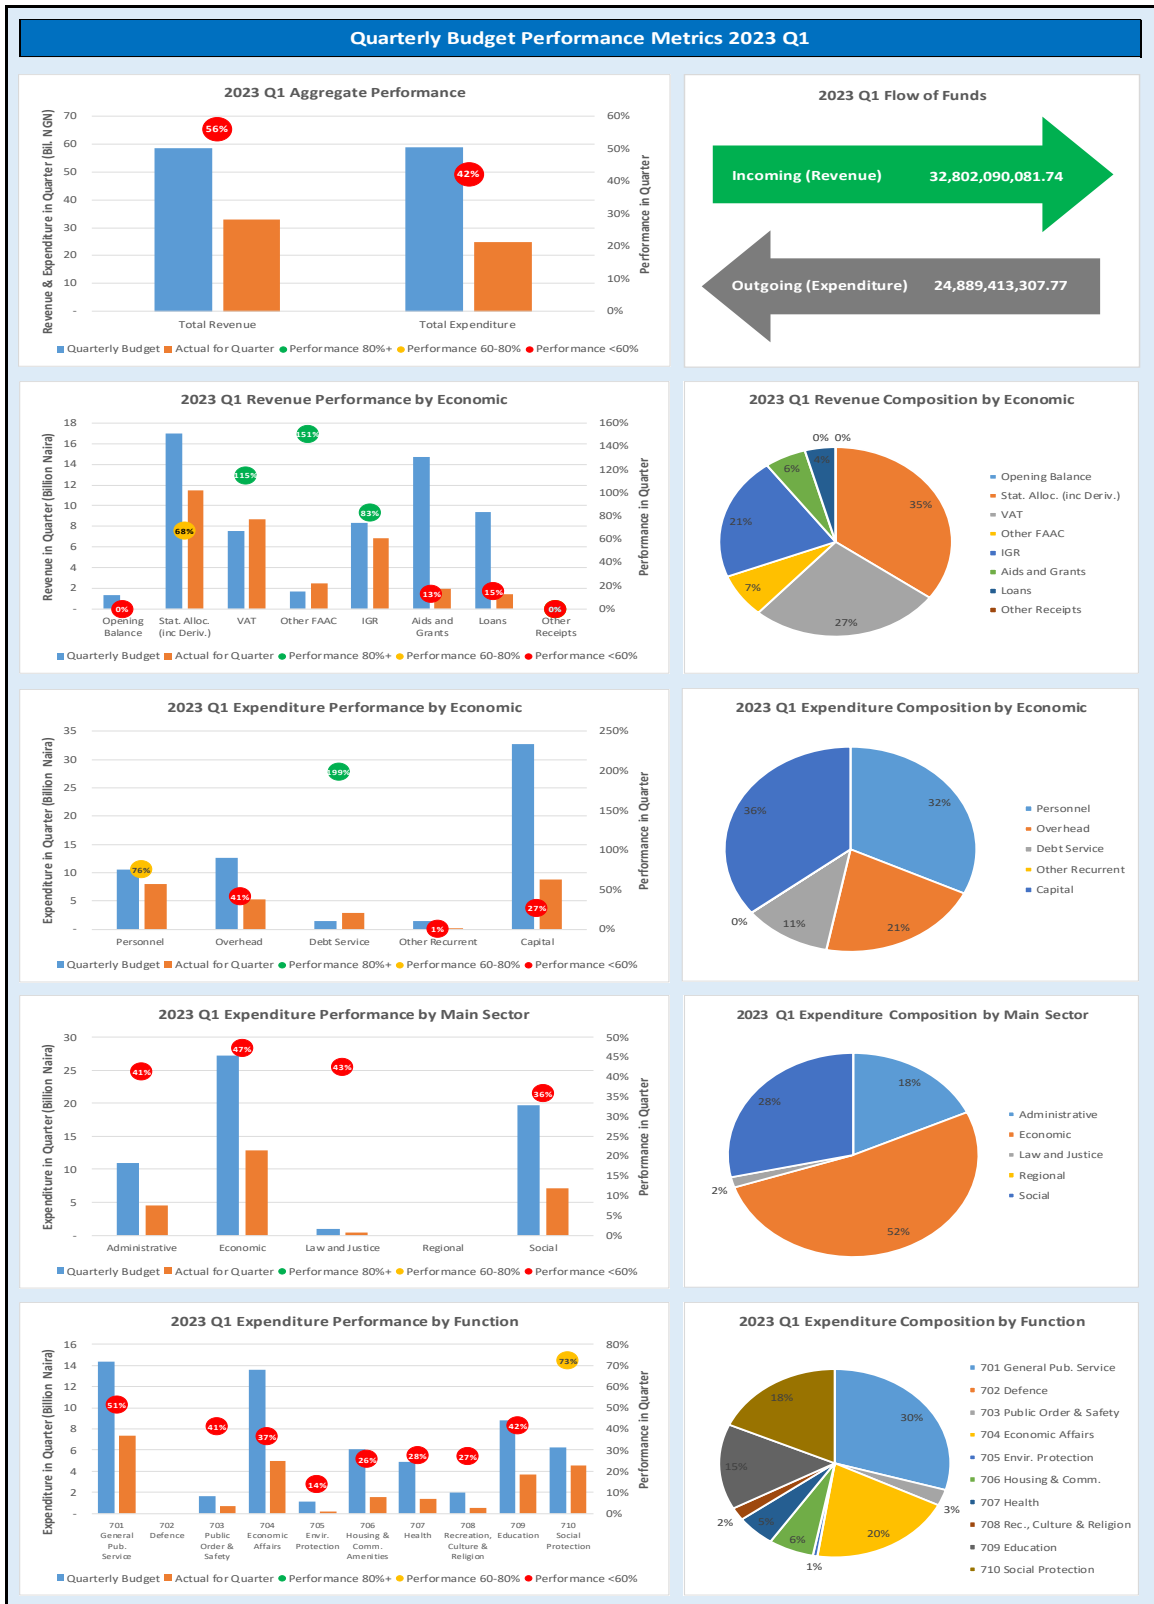 Quarterly Budget Performance Metrics 2023 Q1
2023 Q1 Aggregate Performance
Revenue & Expenditure in Quarter (Bil. NGN)
70
60
50
40
30
20
10
-
56%
42%
60%
50%
40%
30%
20%
10%
0%
Performance in Quarter
Total Revenue
Total Expenditure
Quarterly Budget
Actual for Quarter
Performance 80%+
Performance 60-80%
Performance <60%
2023 Q1 Flow of Funds
Incoming (Revenue) 32,802,090,081.74
Outgoing (Expenditure) 24,889,413,307.77
2023 Q1 Revenue Performance by Economic
Revenue in Quarter (Billion Naira)
18
16
14
12
10
8
6
4
2
-
0%
68%
115%
151%
83%
13%
15%
0%
160%
140%
120%
100%
80%
60%
40%
20%
0%
Performance in Quarter
Opening
Balance
Stat. Alloc.
(inc Deriv.)
VAT
Other FAAC
IGR
Aids and
Grants
Loans
Other
Receipts
Quarterly Budget
Actual for Quarter
Performance 80%+
Performance 60-80%
Performance <60%
2023 Q1 Revenue Composition by Economic
0% 0%
4%
6%
35%
21%
7%
27%
Opening Balance
Stat. Alloc. (inc Deriv.)
VAT
Other FAAC
IGR
Aids and Grants
Loans
Other Receipts
2023 Q1 Expenditure Performance by Economic
Expenditure in Quarter (Billion Naira)
35
30
25
20
15
10
5
-
76%
41%
199%
1%
27%
250%
200%
150%
100%
50%
0%
Performance in Quarter
Personnel
Overhead
Debt Service
Other Recurrent
Capital
Quarterly Budget
Actual for Quarter
Performance 80%+
Performance 60-80%
Performance <60%
2023 Q1 Expenditure Composition by Economic
36%
32%
0%
11%
21%
Personnel
Overhead
Debt Service
Other Recurrent
Capital
2023 Q1 Expenditure Performance by Main Sector
Expenditure in Quarter (Billion Naira)
30
25
20
15
10
5
-
41%
47%
43%
36%
50%
45%
40%
35%
30%
25%
20%
15%
10%
5%
0%
Performance in Quarter
Administrative
Economic
Law and Justice
Regional
Social
Quarterly Budget
Actual for Quarter
Performance 80%+
Performance 60-80%
Performance <60%
2023 Q1 Expenditure Composition by Main Sector
28%
18%
2%
52%
Administrative
Economic
Law and Justice
Regional
Social
2023 Q1 Expenditure Performance by Function
Expenditure in Quarter (Billion Naira)
16
14
12
10
8
6
4
2
-
51%
41%
37%
14%
26%
28%
27%
42%
73%
80%
70%
60%
50%
40%
30%
20%
10%
0%
Performance in Quarter
701
General
Pub.
Service
702
Defence
703
Public
Order &
Safety
704
Economic
Affairs
705
Envir.
Protection
706
Housing &
Comm.
Amenities
707
Health
708
Recreation,
Culture &
Religion
709
Education
710
Social
Protection
Quarterly Budget
Actual for Quarter
Performance 80%+
Performance 60-80%
Performance <60%
2023 Q1 Expenditure Composition by Function
18%
30%
15%
3%
2%
5%
6%
1%
20%
701 General Pub. Service
702 Defence
703 Public Order & Safety
704 Economic Affairs
705 Envir. Protection
706 Housing & Comm.
707 Health
708 Rec., Culture & Religion
709 Education
710 Social Protection